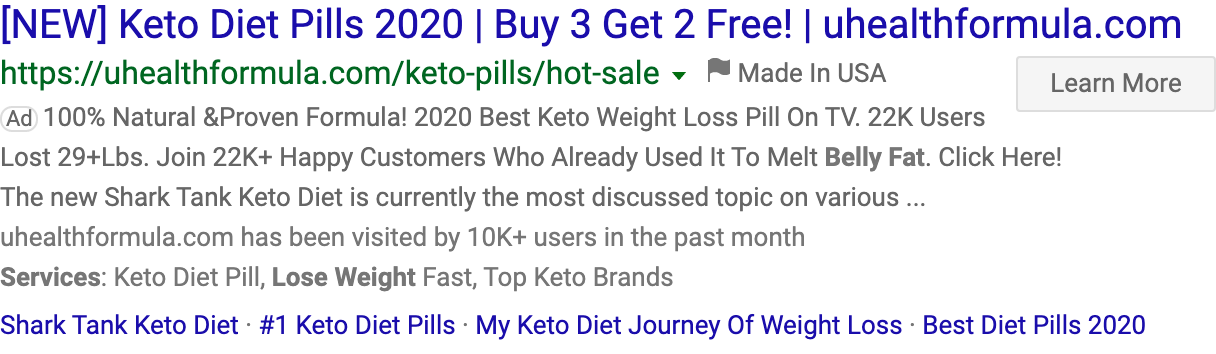 [NEW] Keto Diet Pills 2020 | Buy 3 Get 2 Free! | uhealthformula.com
https://uhealthformula.com/keto-pills/hot-sale Made In USA Learn More
Ad 100% Natural &Proven Formula! 2020 Best Keto Weight Loss Pill On TV. 22K Users
Lost 29+Lbs. Join 22K+ Happy Customers Who Already Used It To Melt Belly Fat. Click Here!
The new Shark Tank Keto Diet is currently the most discussed topic on various ...
uhealthformula.com has been visited by 10K+ users in the past month
Services: Keto Diet Pill, Lose Weight Fast, Top Keto Brands
Shark Tank Keto Diet · #1 Keto Diet Pills · My Keto Diet Journey Of Weight Loss · Best Diet Pills 2020